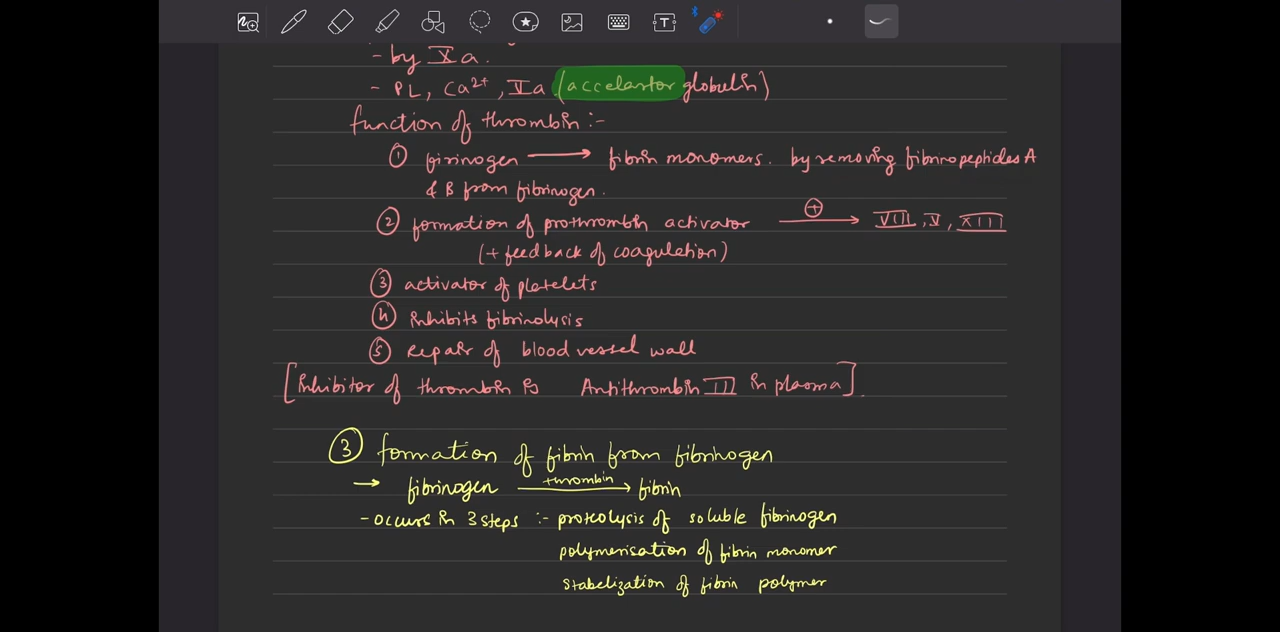 - by Xa.
- PL, Ca2+, Va (accelartor globulin)
function of thrombin :-
① firinogen → fibrin monomers. by removing fibrinopeptides A
& B from fibrinogen.
② formation of prothrombin activator + → VIII, V, XIII
(+ feedback of coagulation)
③ activator of platelets
④ inhibits fibrinolysis
⑤ repair of blood vessel wall
[inhibitor of thrombin is Antithrombin III in plasma].
③ formation of fibrin from fibrinogen
→ fibrinogen thrombin → fibrin
- occurs in 3 steps :- proteolysis of soluble fibrinogen
polymerisation of fibrin monomer
stabelization of fibrin polymer